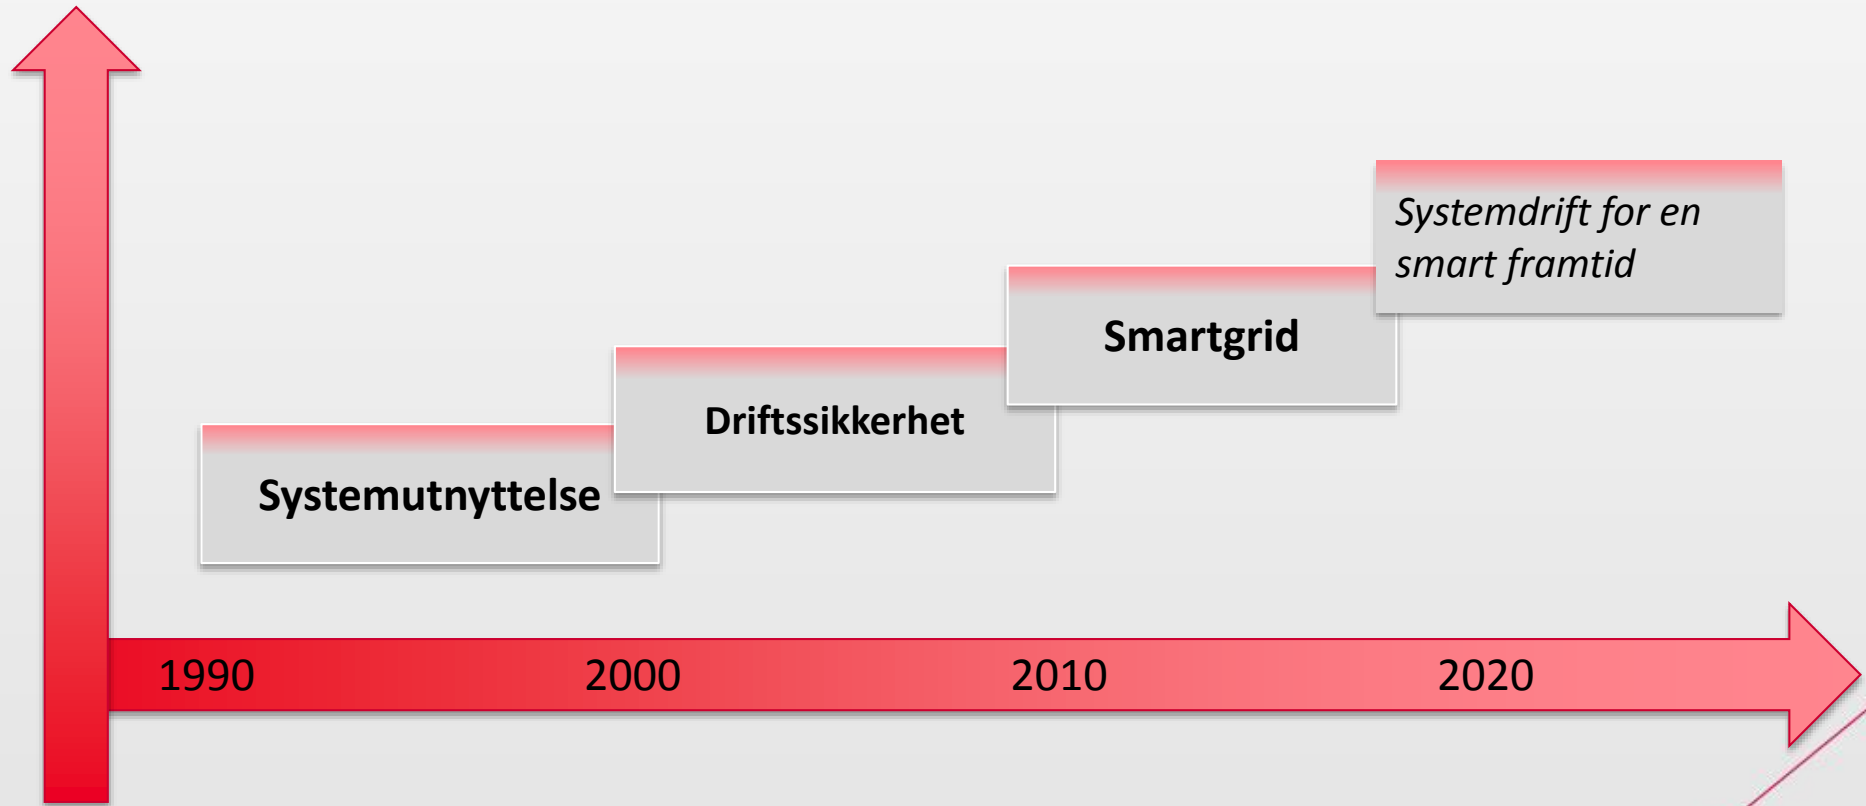 Systemdrift for en
smart framtid
Smartgrid
Driftssikkerhet
Systemutnyttelse
1990 2000 2010 2020